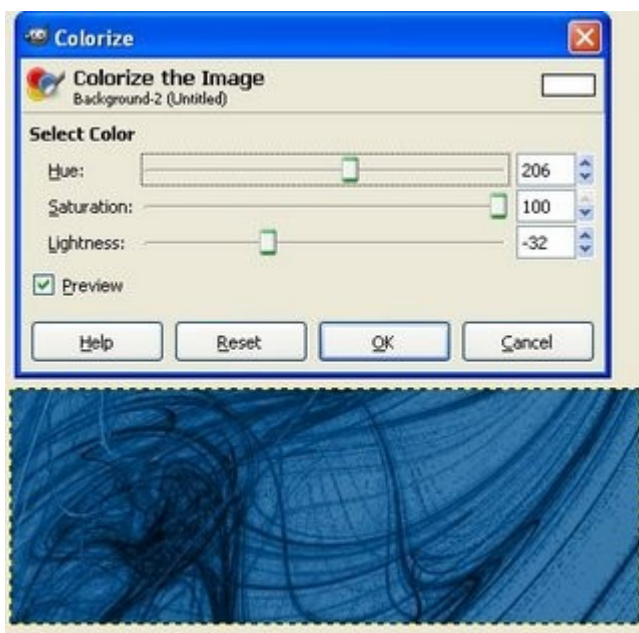 Colorize
Colorize the Image
Background-2 (Untitled)
Select Color
Hue: 206
Saturation: 100
Lightness: -32
Preview
Help Reset OK Cancel